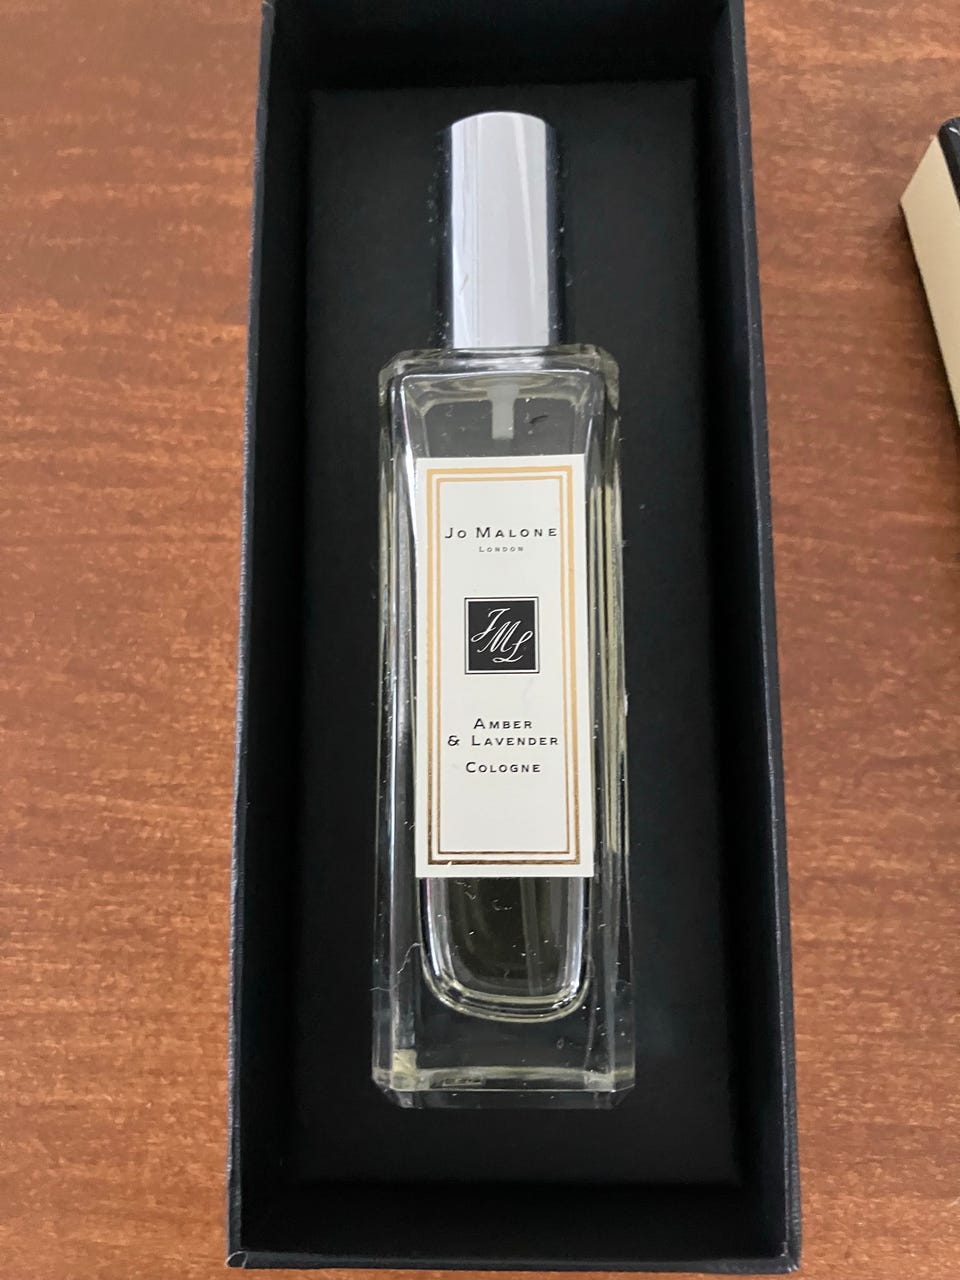 Jo Malone
London
JML
Amber
& Lavender
Cologne